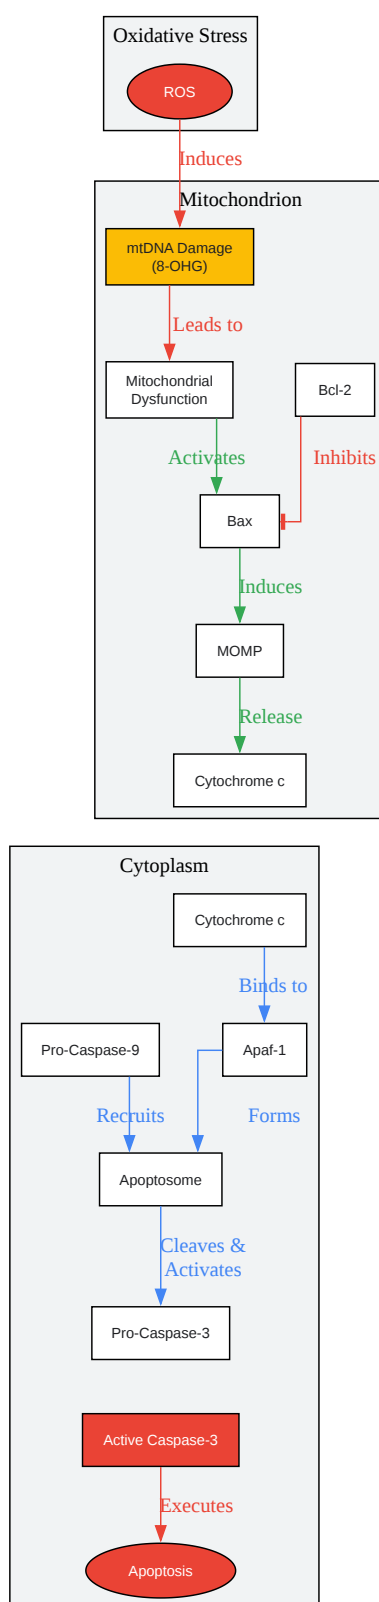 Oxidative Stress
ROS
Induces
Mitochondrion
mtDNA Damage
(8-OHG)
Leads to
Mitochondrial
Dysfunction
Bcl-2
Activates
Inhibits
Bax
Induces
MOMP
Release
Cytochrome c
Cytoplasm
Cytochrome c
Binds to
Pro-Caspase-9
Apaf-1
Recruits
Forms
Apoptosome
Cleaves &
Activates
Pro-Caspase-3
Active Caspase-3
Executes
Apoptosis